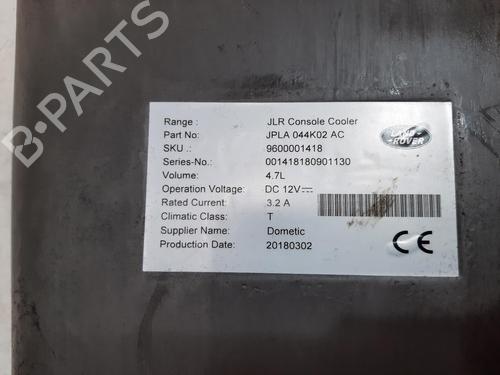 B-PARTS
Range : JLR Console Cooler
Part No: JPLA 044K02 AC
SKU .: 9600001418
Series-No.: 001418180901130
Volume: 4.7L
Operation Voltage: DC 12V
Rated Current: 3.2 A
Climatic Class: T
Supplier Name: Dometic
Production Date: 20180302
LAND
ROVER
CE